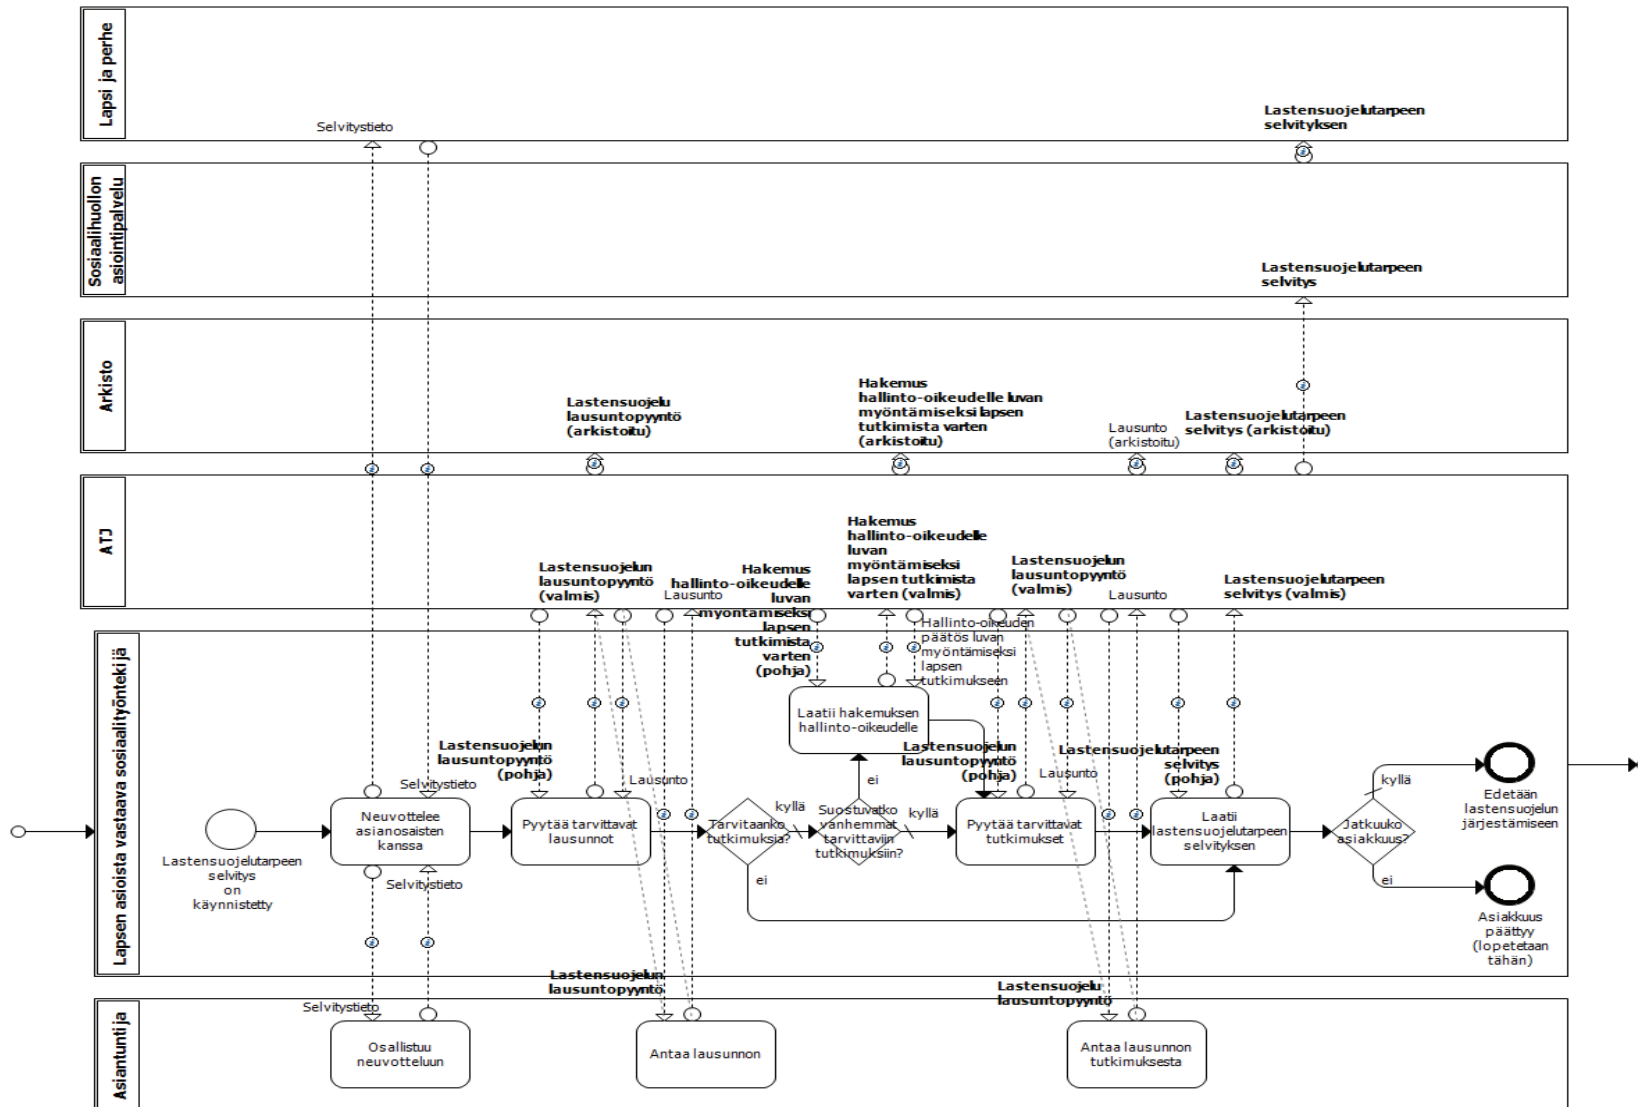 Lapsi ja perhe
Selvitystieto
Lastensuojelutarpeen
selvityksen
Sosiaalihuollon
asiointipalvelu
Lastensuojelutarpeen
selvitys
Arkisto
Lastensuojelu
lausuntopyyntö
(arkistoitu)
Hakemus
hallinto-oikeudelle luvan
myöntämiseksi lapsen
tutkimista varten
(arkistoitu)
Lausunto
(arkistoitu)
Lastensuojelutarpeen
selvitys (arkistoitu)
ATJ
Lastensuojelun
lausuntopyyntö
(valmis)
Lausunto
Hakemus
hallinto-oikeudelle
luvan
myöntämiseksi
lapsen
tutkimista
varten
(pohja)
Hakemus
hallinto-oikeudelle
luvan
myöntämiseksi
lapsen tutkimista
varten (valmis)
Lastensuojelun
lausuntopyyntö
(valmis)
Lausunto
Lastensuojelutarpeen
selvitys (valmis)
Lapsen asioista vastaava sosiaalityöntekijä
Hallinto-oikeuden
päätös luvan
myöntämiseksi
lapsen
tutkimukseen
Laatii hakemuksen
hallinto-oikeudelle
Lastensuojelutarpeen
selvitys
on
käynnistetty
Selvitystieto
Neuvottelee
asianosaisten
kanssa
Selvitystieto
Lastensuojelun
lausuntopyyntö
(pohja)
Lausunto
Pyytää tarvittavat
lausunnot
Tarvitaanko
tutkimuksia?
kyllä
ei
Suostuvatko
vanhemmat
tarvittaviin
tutkimuksiin?
ei
kyllä
Lastensuojelun
lausuntopyyntö
(pohja)
Lausunto
Pyytää tarvittavat
tutkimukset
Lastensuojelutarpeen
selvitys
(pohja)
Laatii
lastensuojelutarpeen
selvityksen
Jatkuuko
asiakkuus?
kyllä
ei
Edetään
lastensuojelun
järjestämiseen
Asiakkuus
päättyy
(lopetetaan
tähän)
Lastensuojelun
lausuntopyyntö
Lastensuojelu
lausuntopyyntö
Asiantuntija
Selvitystieto
Osallistuu
neuvotteluun
Antaa lausunnon
Antaa lausunnon
tutkimuksesta